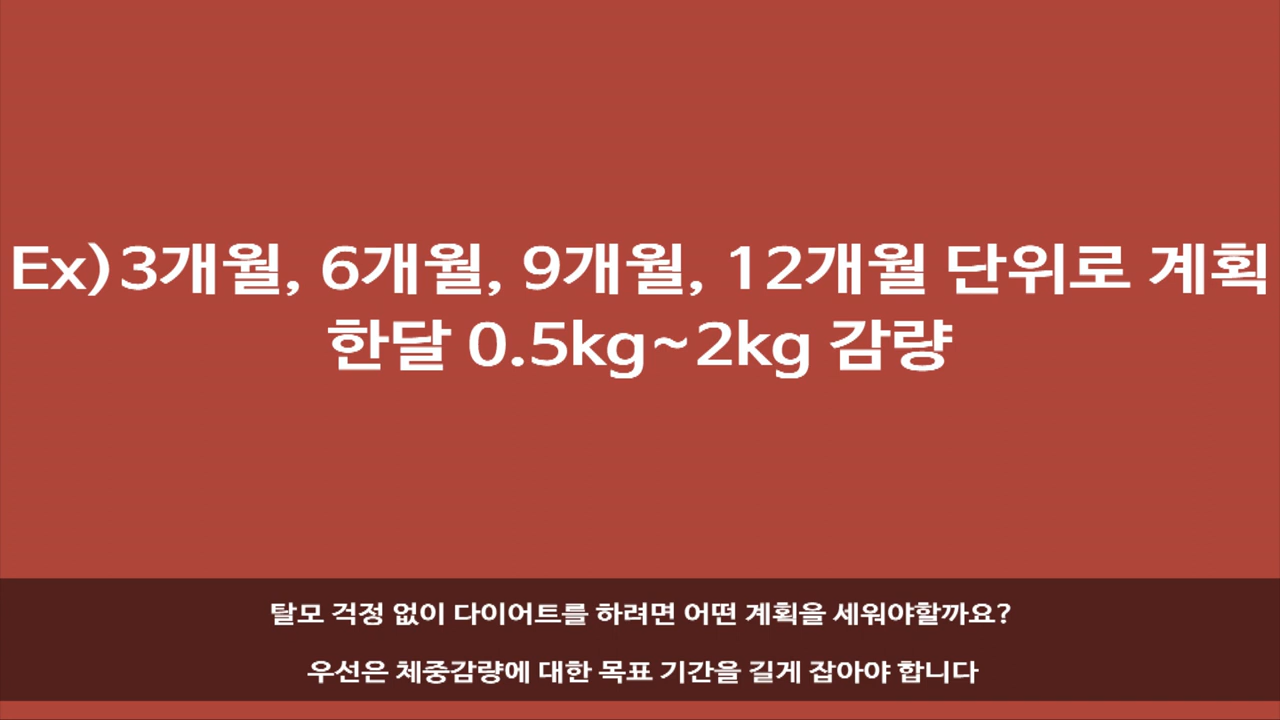 Ex)3개월, 6개월, 9개월, 12개월 단위로 계획
한달 0.5kg~2kg 감량
탈모 걱정 없이 다이어트를 하려면 어떤 계획을 세워야할까요?
우선은 체중감량에 대한 목표 기간을 길게 잡아야 합니다